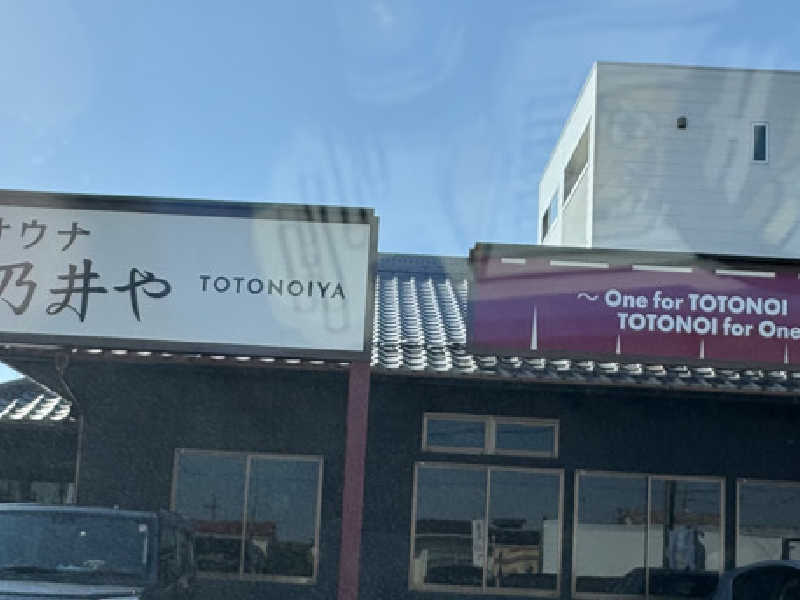 サウナ
乃井や
TOTONOIYA
～ One for TOTONOI
TOTONOI for One